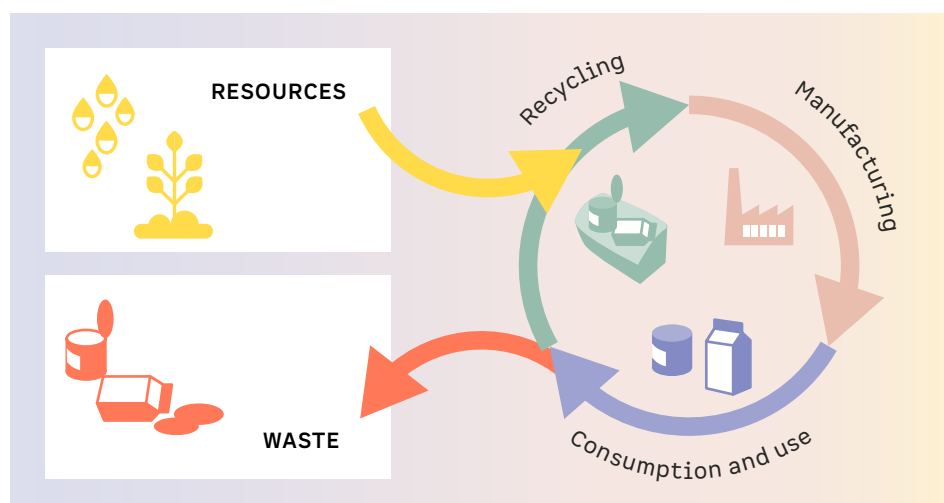 RESOURCES
Recycling
Manufacturing
WASTE
Consumption and use